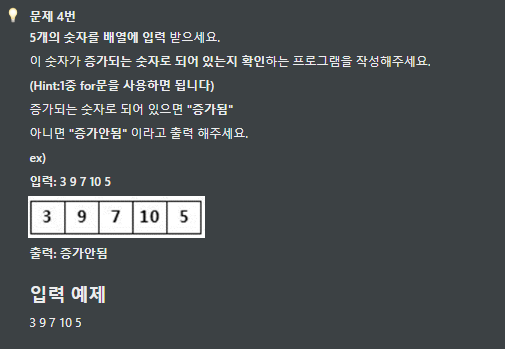 문제 4번
5개의 숫자를 배열에 입력 받으세요.
이 숫자가 증가되는 숫자로 되어 있는지 확인하는 프로그램을 작성해주세요.
(Hint:1중 for문을 사용하면 됩니다)
증가되는 숫자로 되어 있으면 "증가됨"
아니면 "증가안됨" 이라고 출력 해주세요.
ex)
입력: 3 9 7 10 5
3 9 7 10 5
출력: 증가안됨
입력 예제
3 9 7 10 5